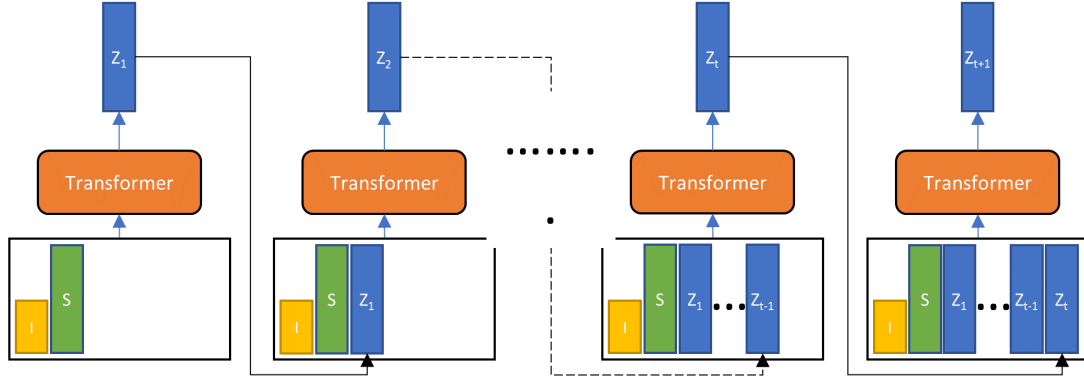 Z1
Z2
Zt
Zt+1
Transformer
Transformer
Transformer
Transformer
I
S
I
S
Z1
I
S
Z1
Zt-1
I
S
Z1
Zt-1
Zt